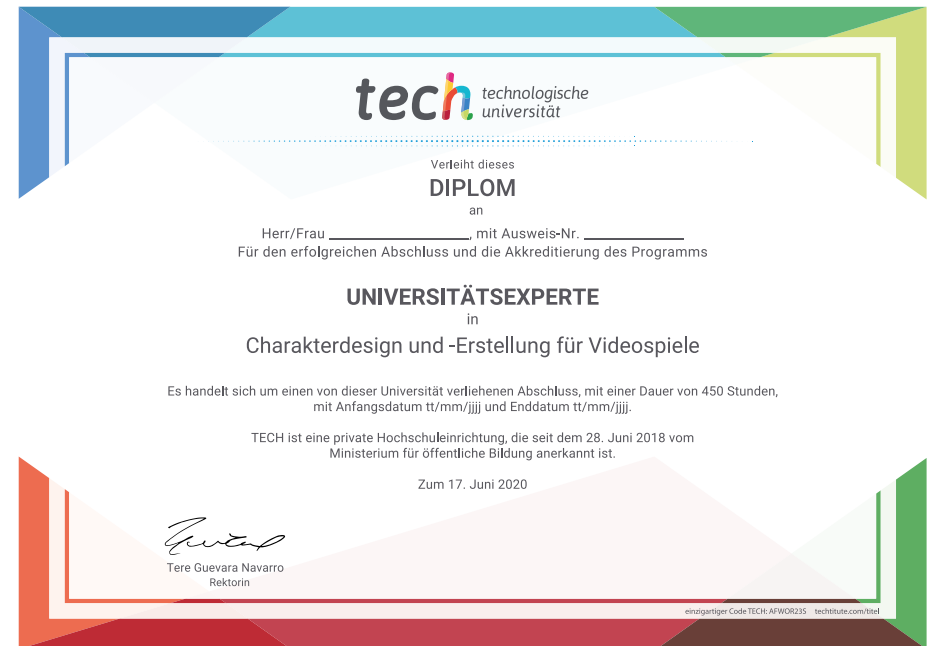 tech technologische
universität
Verleiht dieses
DIPLOM
an
Herr/Frau ____________________, mit Ausweis-Nr. ______________
Für den erfolgreichen Abschluss und die Akkreditierung des Programms
UNIVERSITÄTSEXPERTE
in
Charakterdesign und -Erstellung für Videospiele
Es handelt sich um einen von dieser Universität verliehenen Abschluss, mit einer Dauer von 450 Stunden,
mit Anfangsdatum tt/mm/jjjj und Enddatum tt/mm/jjjj.
TECH ist eine private Hochschuleinrichtung, die seit dem 28. Juni 2018 vom
Ministerium für öffentliche Bildung anerkannt ist.
Zum 17. Juni 2020
Tere Guevara Navarro
Rektorin
einzigartiger Code TECH: AFWOR23S techtitute.com/titel